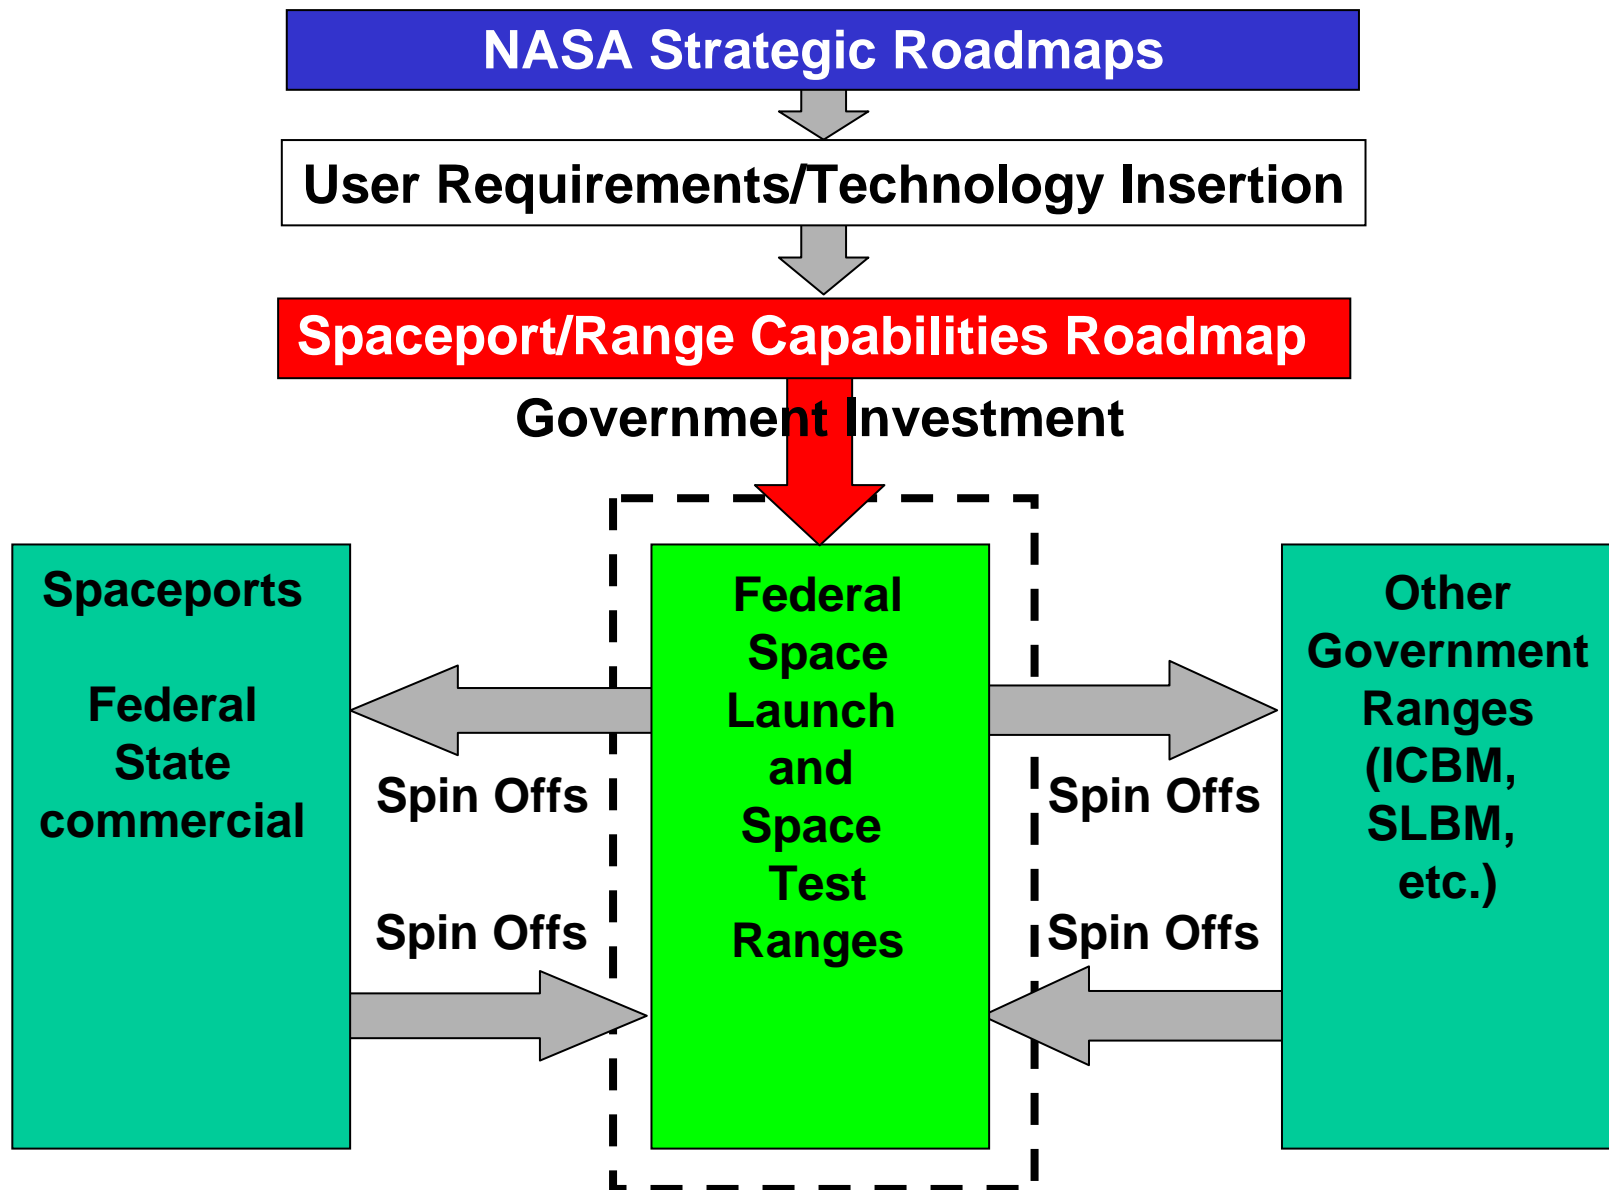 NASA Strategic Roadmaps
User Requirements/Technology Insertion
Spaceport/Range Capabilities Roadmap
Government Investment
Spaceports
Federal
State
commercial
Spin Offs
Spin Offs
Federal
Space
Launch
and
Space
Test
Ranges
Spin Offs
Spin Offs
Other
Government
Ranges
(ICBM,
SLBM,
etc.)